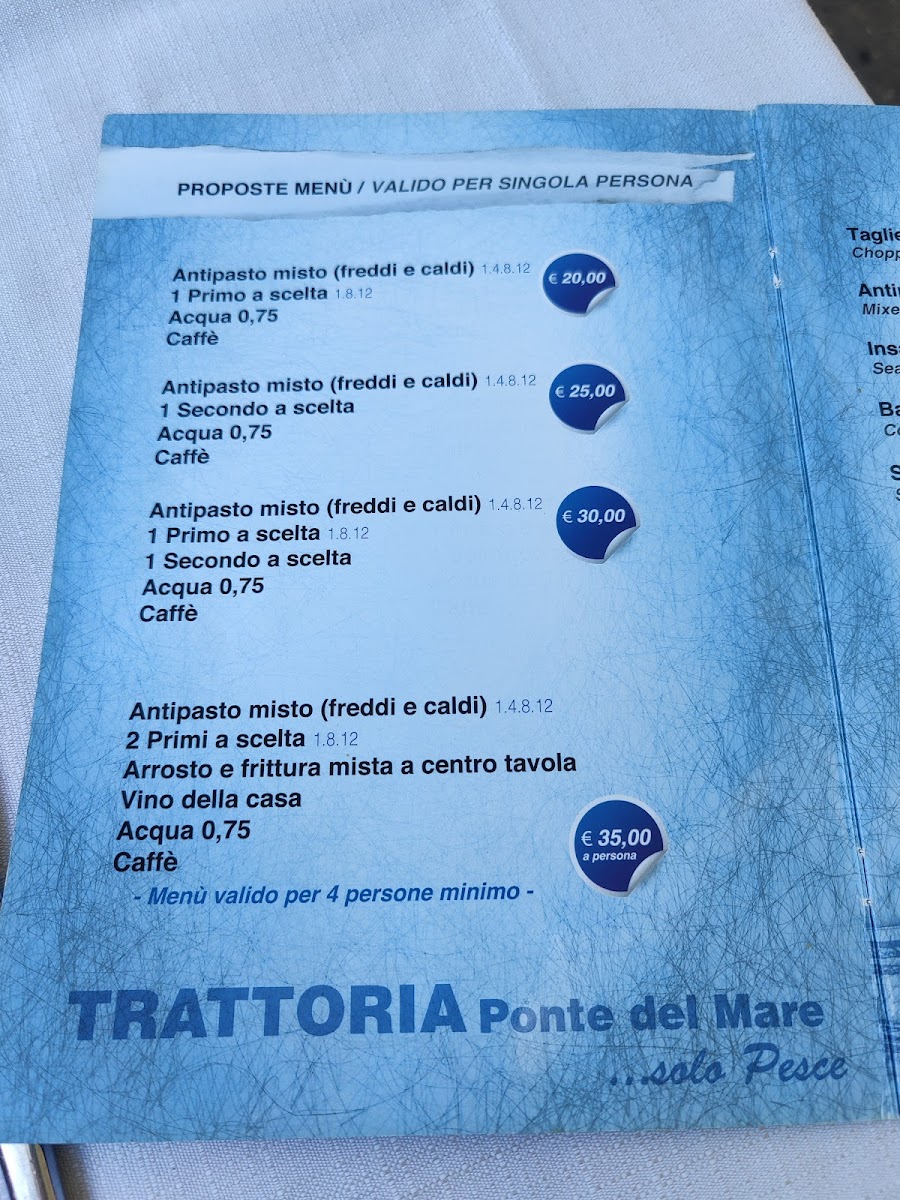 PROPOSTE MENÙ / VALIDO PER SINGOLA PERSONA
Antipasto misto (freddi e caldi) 1.4.8.12
€ 20,00
1 Primo a scelta 1.8.12
Acqua 0,75
Caffè
Antipasto misto (freddi e caldi) 1.4.8.12
€ 25,00
1 Secondo a scelta
Acqua 0,75
Caffè
Antipasto misto (freddi e caldi) 1.4.8.12
€ 30,00
1 Primo a scelta 1.8.12
1 Secondo a scelta
Acqua 0,75
Caffè
Antipasto misto (freddi e caldi) 1.4.8.12
2 Primi a scelta 1.8.12
Arrosto e frittura mista a centro tavola
Vino della casa
Acqua 0,75
Caffè
€ 35,00
a persona
- Menù valido per 4 persone minimo -
TRATTORIA Ponte del Mare
...solo Pesce